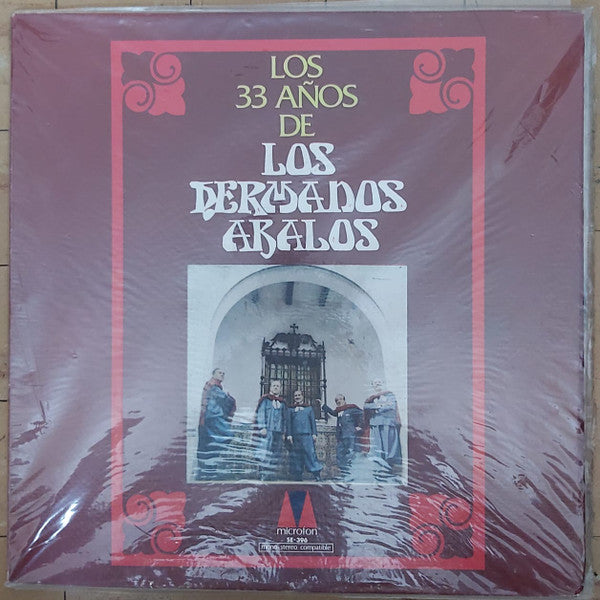 LOS
33 AÑOS
DE
LOS
HERMANOS
ABALOS
microfon
SE-396
mono stereo compatible